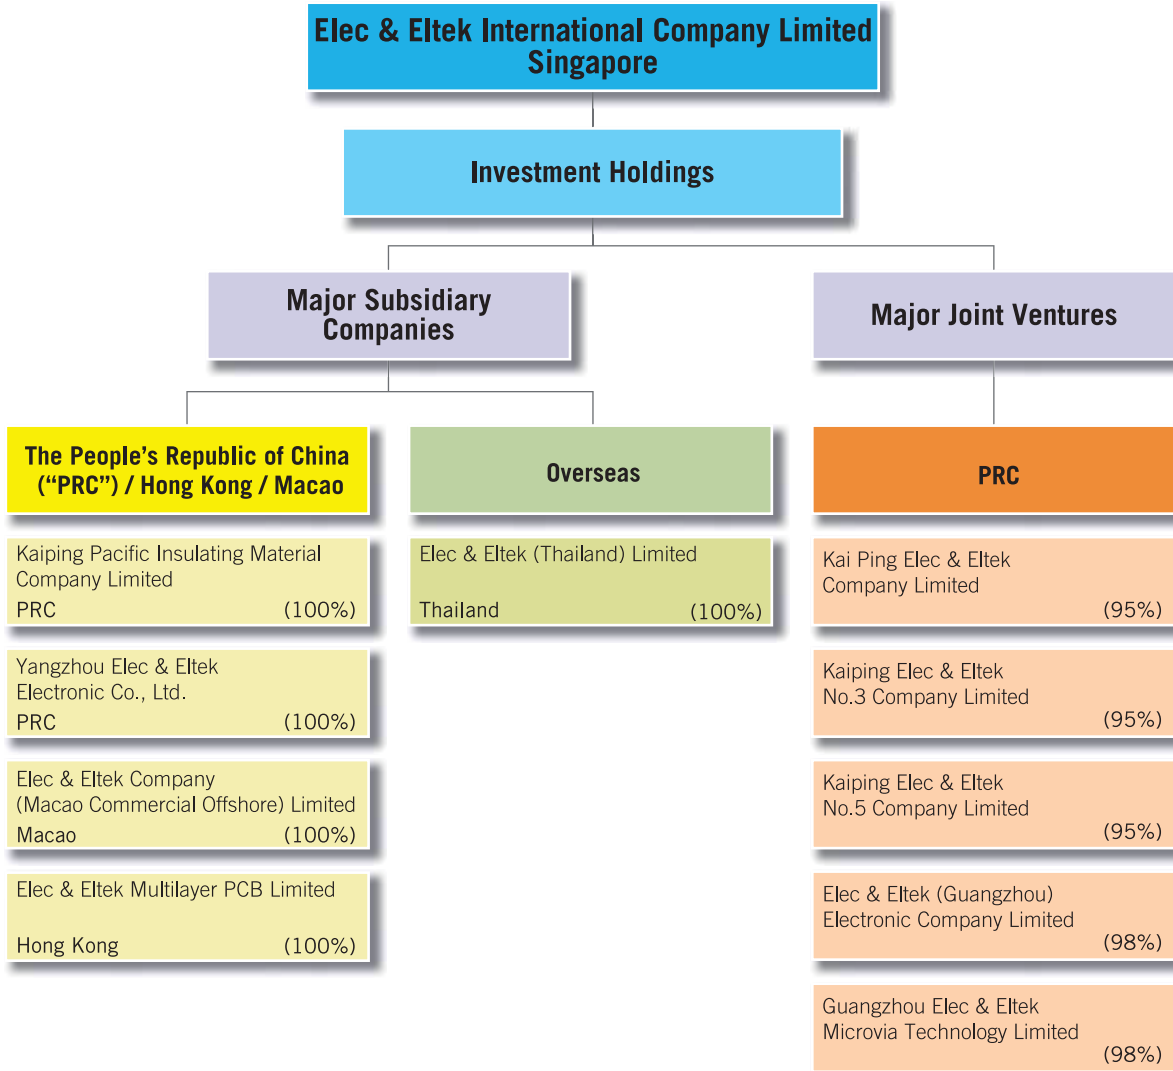 Elec & Eltek International Company Limited
Singapore
Investment Holdings
Major Subsidiary
Companies
Major Joint Ventures
The People's Republic of China
(“PRC”) / Hong Kong / Macao
Overseas
PRC
Kaiping Pacific Insulating Material
Company Limited
PRC (100%)
Yangzhou Elec & Eltek
Electronic Co., Ltd.
PRC (100%)
Elec & Eltek Company
(Macao Commercial Offshore) Limited
Macao (100%)
Elec & Eltek Multilayer PCB Limited
Hong Kong (100%)
Elec & Eltek (Thailand) Limited
Thailand (100%)
Kai Ping Elec & Eltek
Company Limited
(95%)
Kaiping Elec & Eltek
No.3 Company Limited
(95%)
Kaiping Elec & Eltek
No.5 Company Limited
(95%)
Elec & Eltek (Guangzhou)
Electronic Company Limited
(98%)
Guangzhou Elec & Eltek
Microvia Technology Limited
(98%)